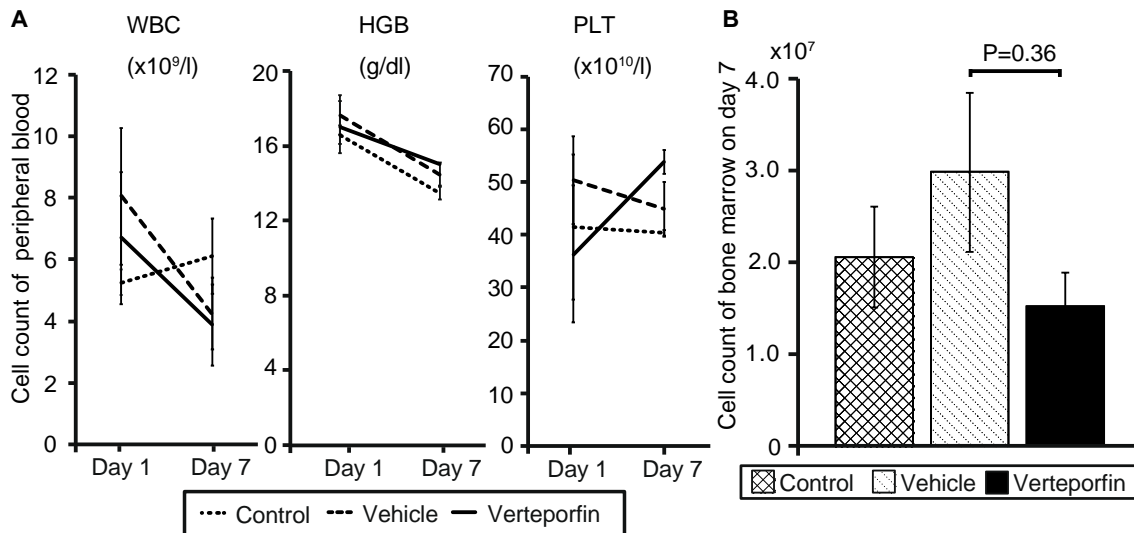 A
WBC
(x10⁹/l)
HGB
(g/dl)
PLT
(x10¹⁰/l)
Cell count of peripheral blood
12
10
8
6
4
2
0
Day 1 Day 7
20
16
12
8
4
0
Day 1 Day 7
70
60
50
40
30
20
10
0
Day 1 Day 7
Control Vehicle Verteporfin
B
x10⁷
P=0.36
Cell count of bone marrow on day 7
4.0
3.0
2.0
1.0
0
Control Vehicle Verteporfin